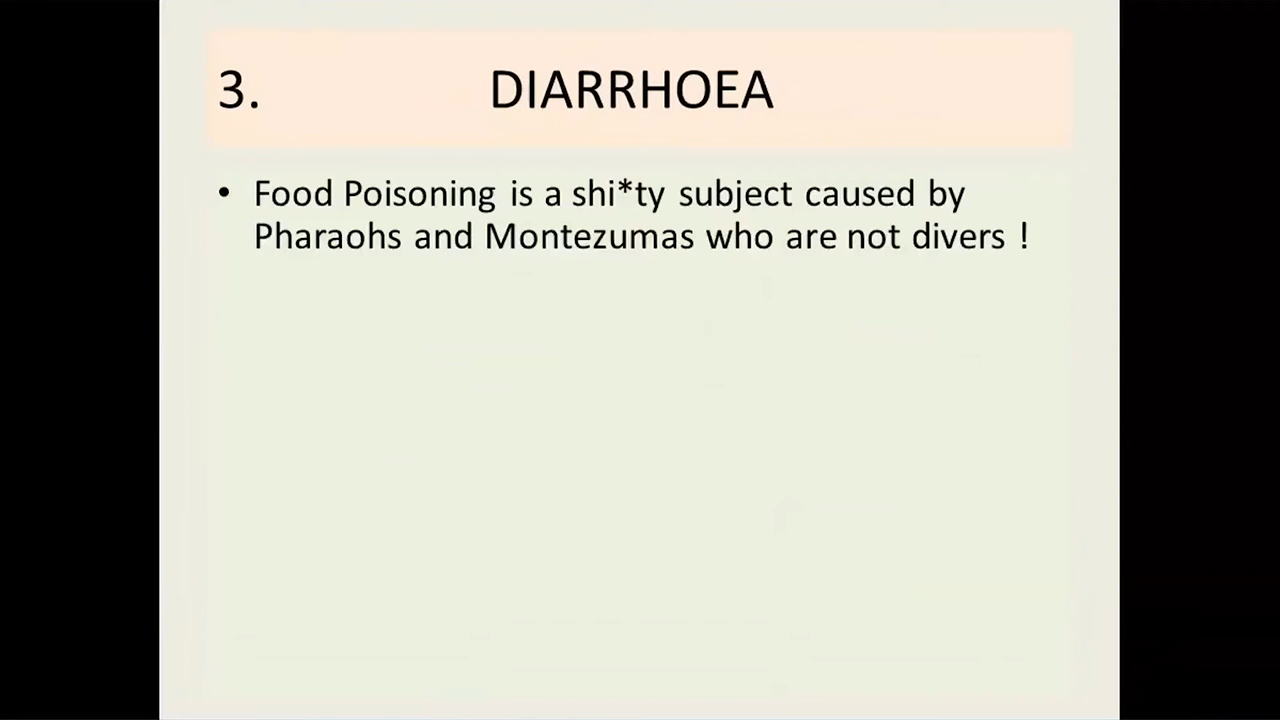 3. DIARRHOEA
• Food Poisoning is a shi*ty subject caused by
Pharaohs and Montezumas who are not divers !